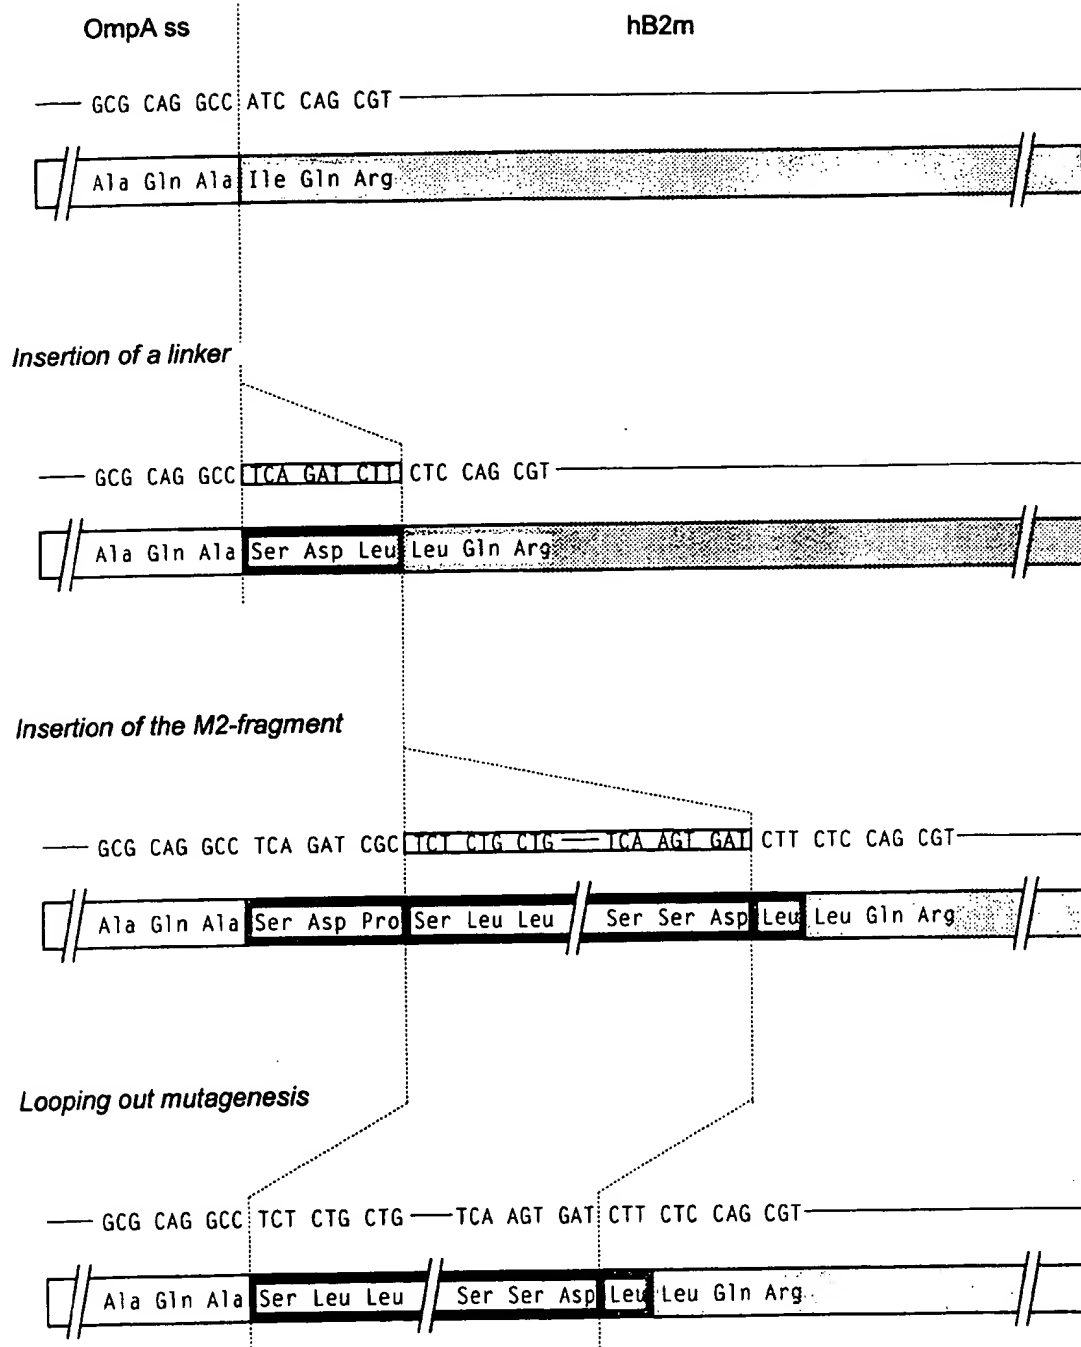 OmpA ss hB2m
GCG CAG GCC ATC CAG CGT
Ala Gln Ala Ile Gln Arg
Insertion of a linker
GCG CAG GCC TCA GAT CTT CTC CAG CGT
Ala Gln Ala Ser Asp Leu Leu Gln Arg
Insertion of the M2-fragment
GCG CAG GCC TCA GAT CGC TCT CTG CTG TCA AGT GAT CTT CTC CAG CGT
Ala Gln Ala Ser Asp Pro Ser Leu Leu Ser Ser Asp Leu Leu Gln Arg
Looping out mutagenesis
GCG CAG GCC TCT CTG CTG TCA AGT GAT CTT CTC CAG CGT
Ala Gln Ala Ser Leu Leu Ser Ser Asp Leu Leu Gln Arg